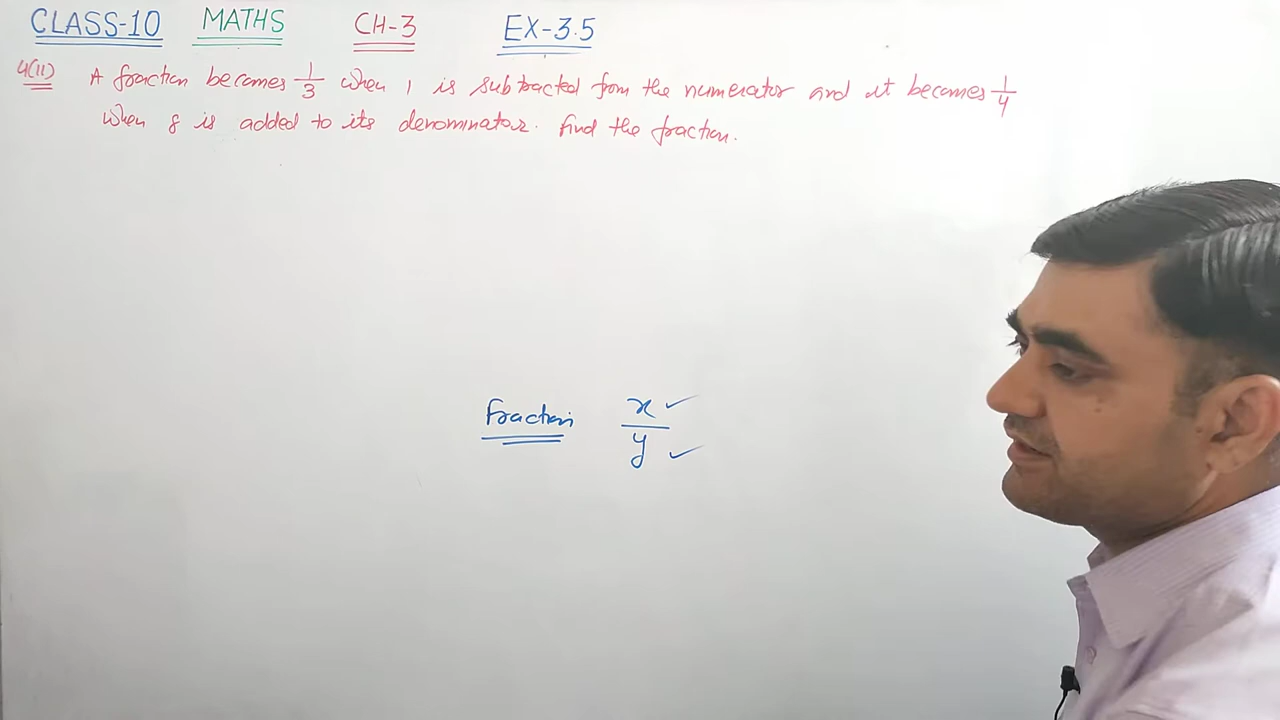 CLASS-10 MATHS CH-3 EX-3.5
4(ii) A fraction becomes 1/3 when 1 is subtracted from the numerator and it becomes 1/4
when 8 is added to its denominator. Find the fraction.
Fraction x/y